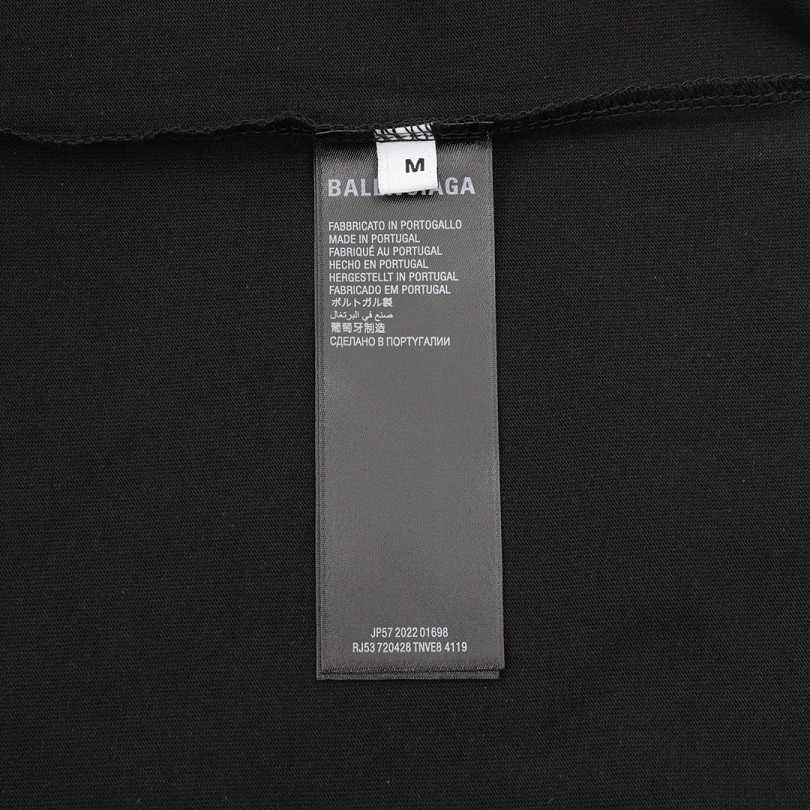 M
BALENCIAGA
FABBRICATO IN PORTOGALLO
MADE IN PORTUGAL
FABRIQUÉ AU PORTUGAL
HECHO EN PORTUGAL
HERGESTELLT IN PORTUGAL
FABRICADO EM PORTUGAL
ポルトガル製
صنع في البرتغال
葡萄牙制造
СДЕЛАНО В ПОРТУГАЛИИ
JP57 2022 01698
RJ53 720428 TNVE8 4119